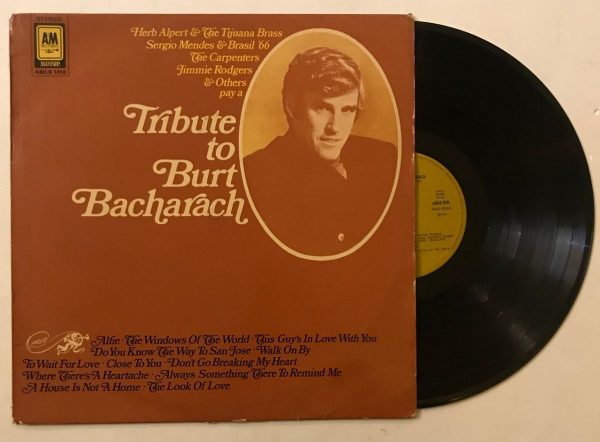 STEREO
AM
RECORDS
AMLB 1016
Herb Alpert & The Tijuana Brass
Sergio Mendes & Brasil '66
The Carpenters
Jimmie Rodgers
& Others
pay a
Tribute
to
Burt
Bacharach
Alfie · The Windows Of The World · This Guy's In Love With You
Do You Know The Way To San Jose · Walk On By
To Wait For Love · Close To You · Don't Go Breaking My Heart
Where There's A Heartache · Always Something There To Remind Me
A House Is Not A Home · The Look Of Love